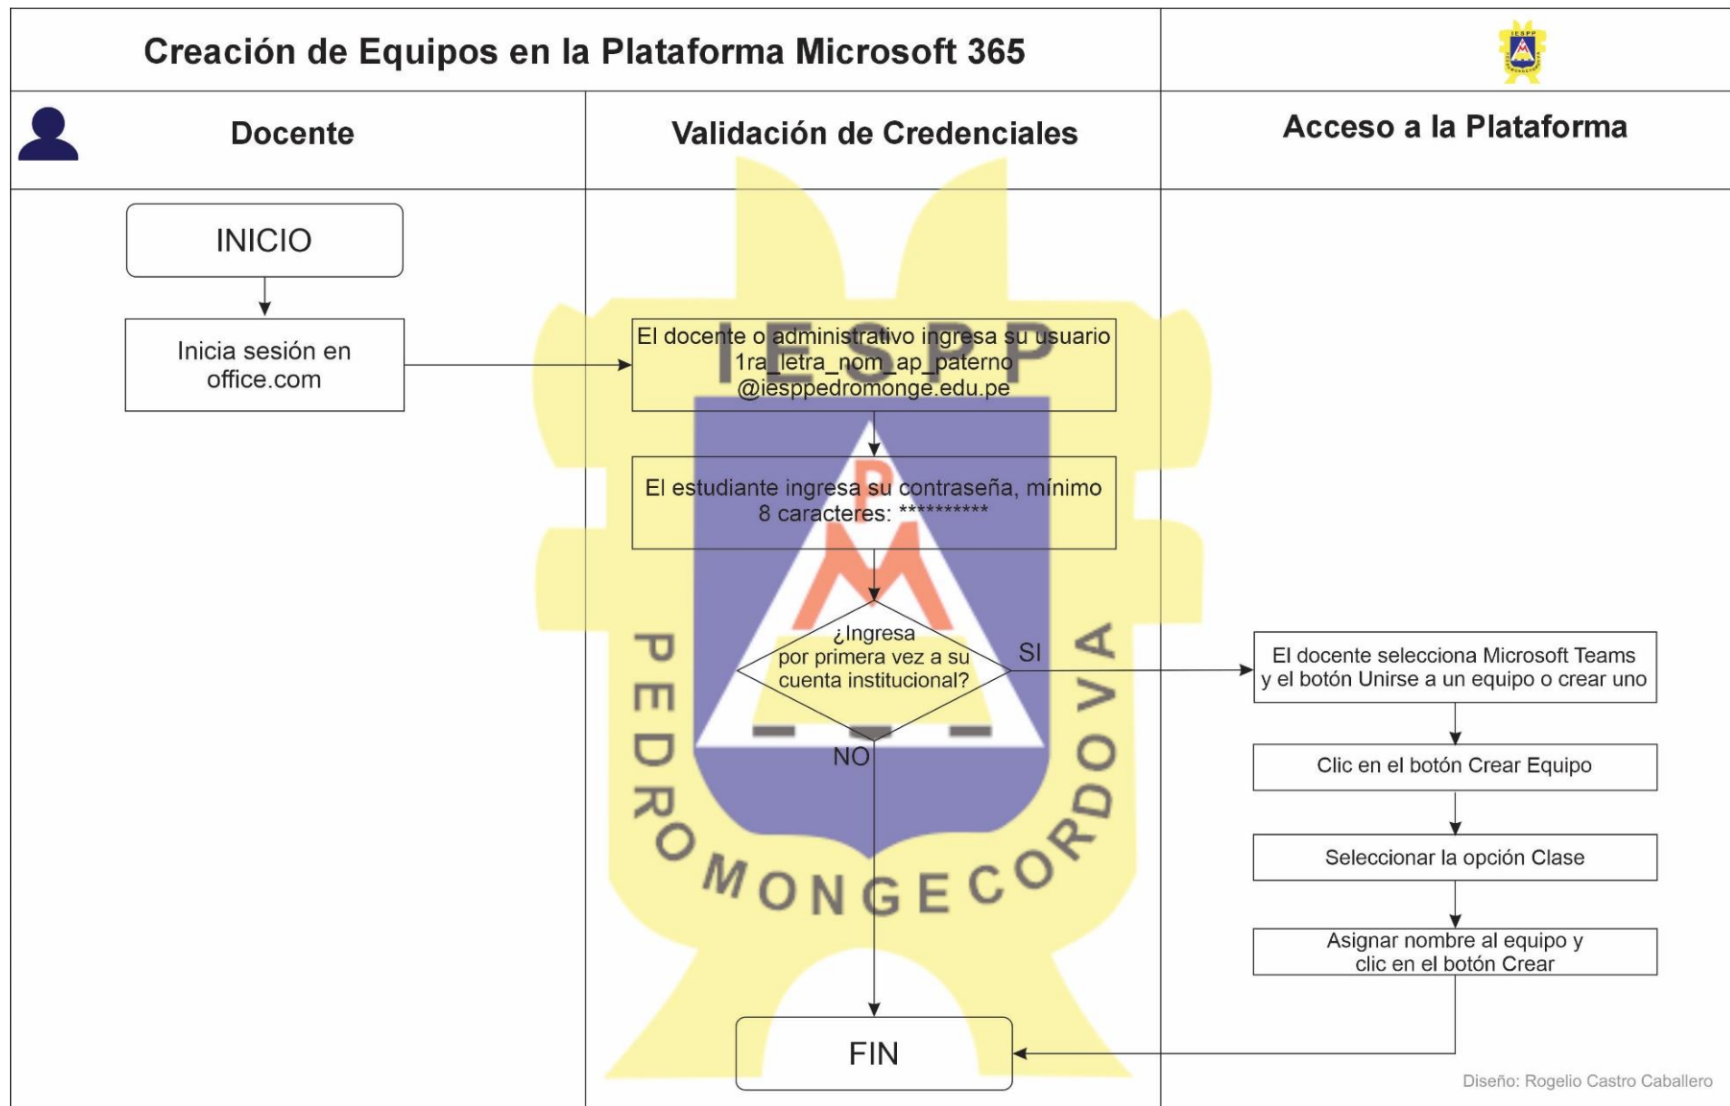 Creación de Equipos en la Plataforma Microsoft 365
IESPP
Docente
Validación de Credenciales
Acceso a la Plataforma
INICIO
Inicia sesión en
office.com
El docente o administrativo ingresa su usuario
1ra_letra_nom_ap_paterno
@iesppedromonge.edu.pe
El estudiante ingresa su contraseña, mínimo
8 caracteres: **********
¿Ingresa
por primera vez a su
cuenta institucional?
SI
NO
El docente selecciona Microsoft Teams
y el botón Unirse a un equipo o crear uno
Clic en el botón Crear Equipo
Seleccionar la opción Clase
Asignar nombre al equipo y
clic en el botón Crear
FIN
IESPP
P
M
PEDRO MONGE CORDOVA
Diseño: Rogelio Castro Caballero